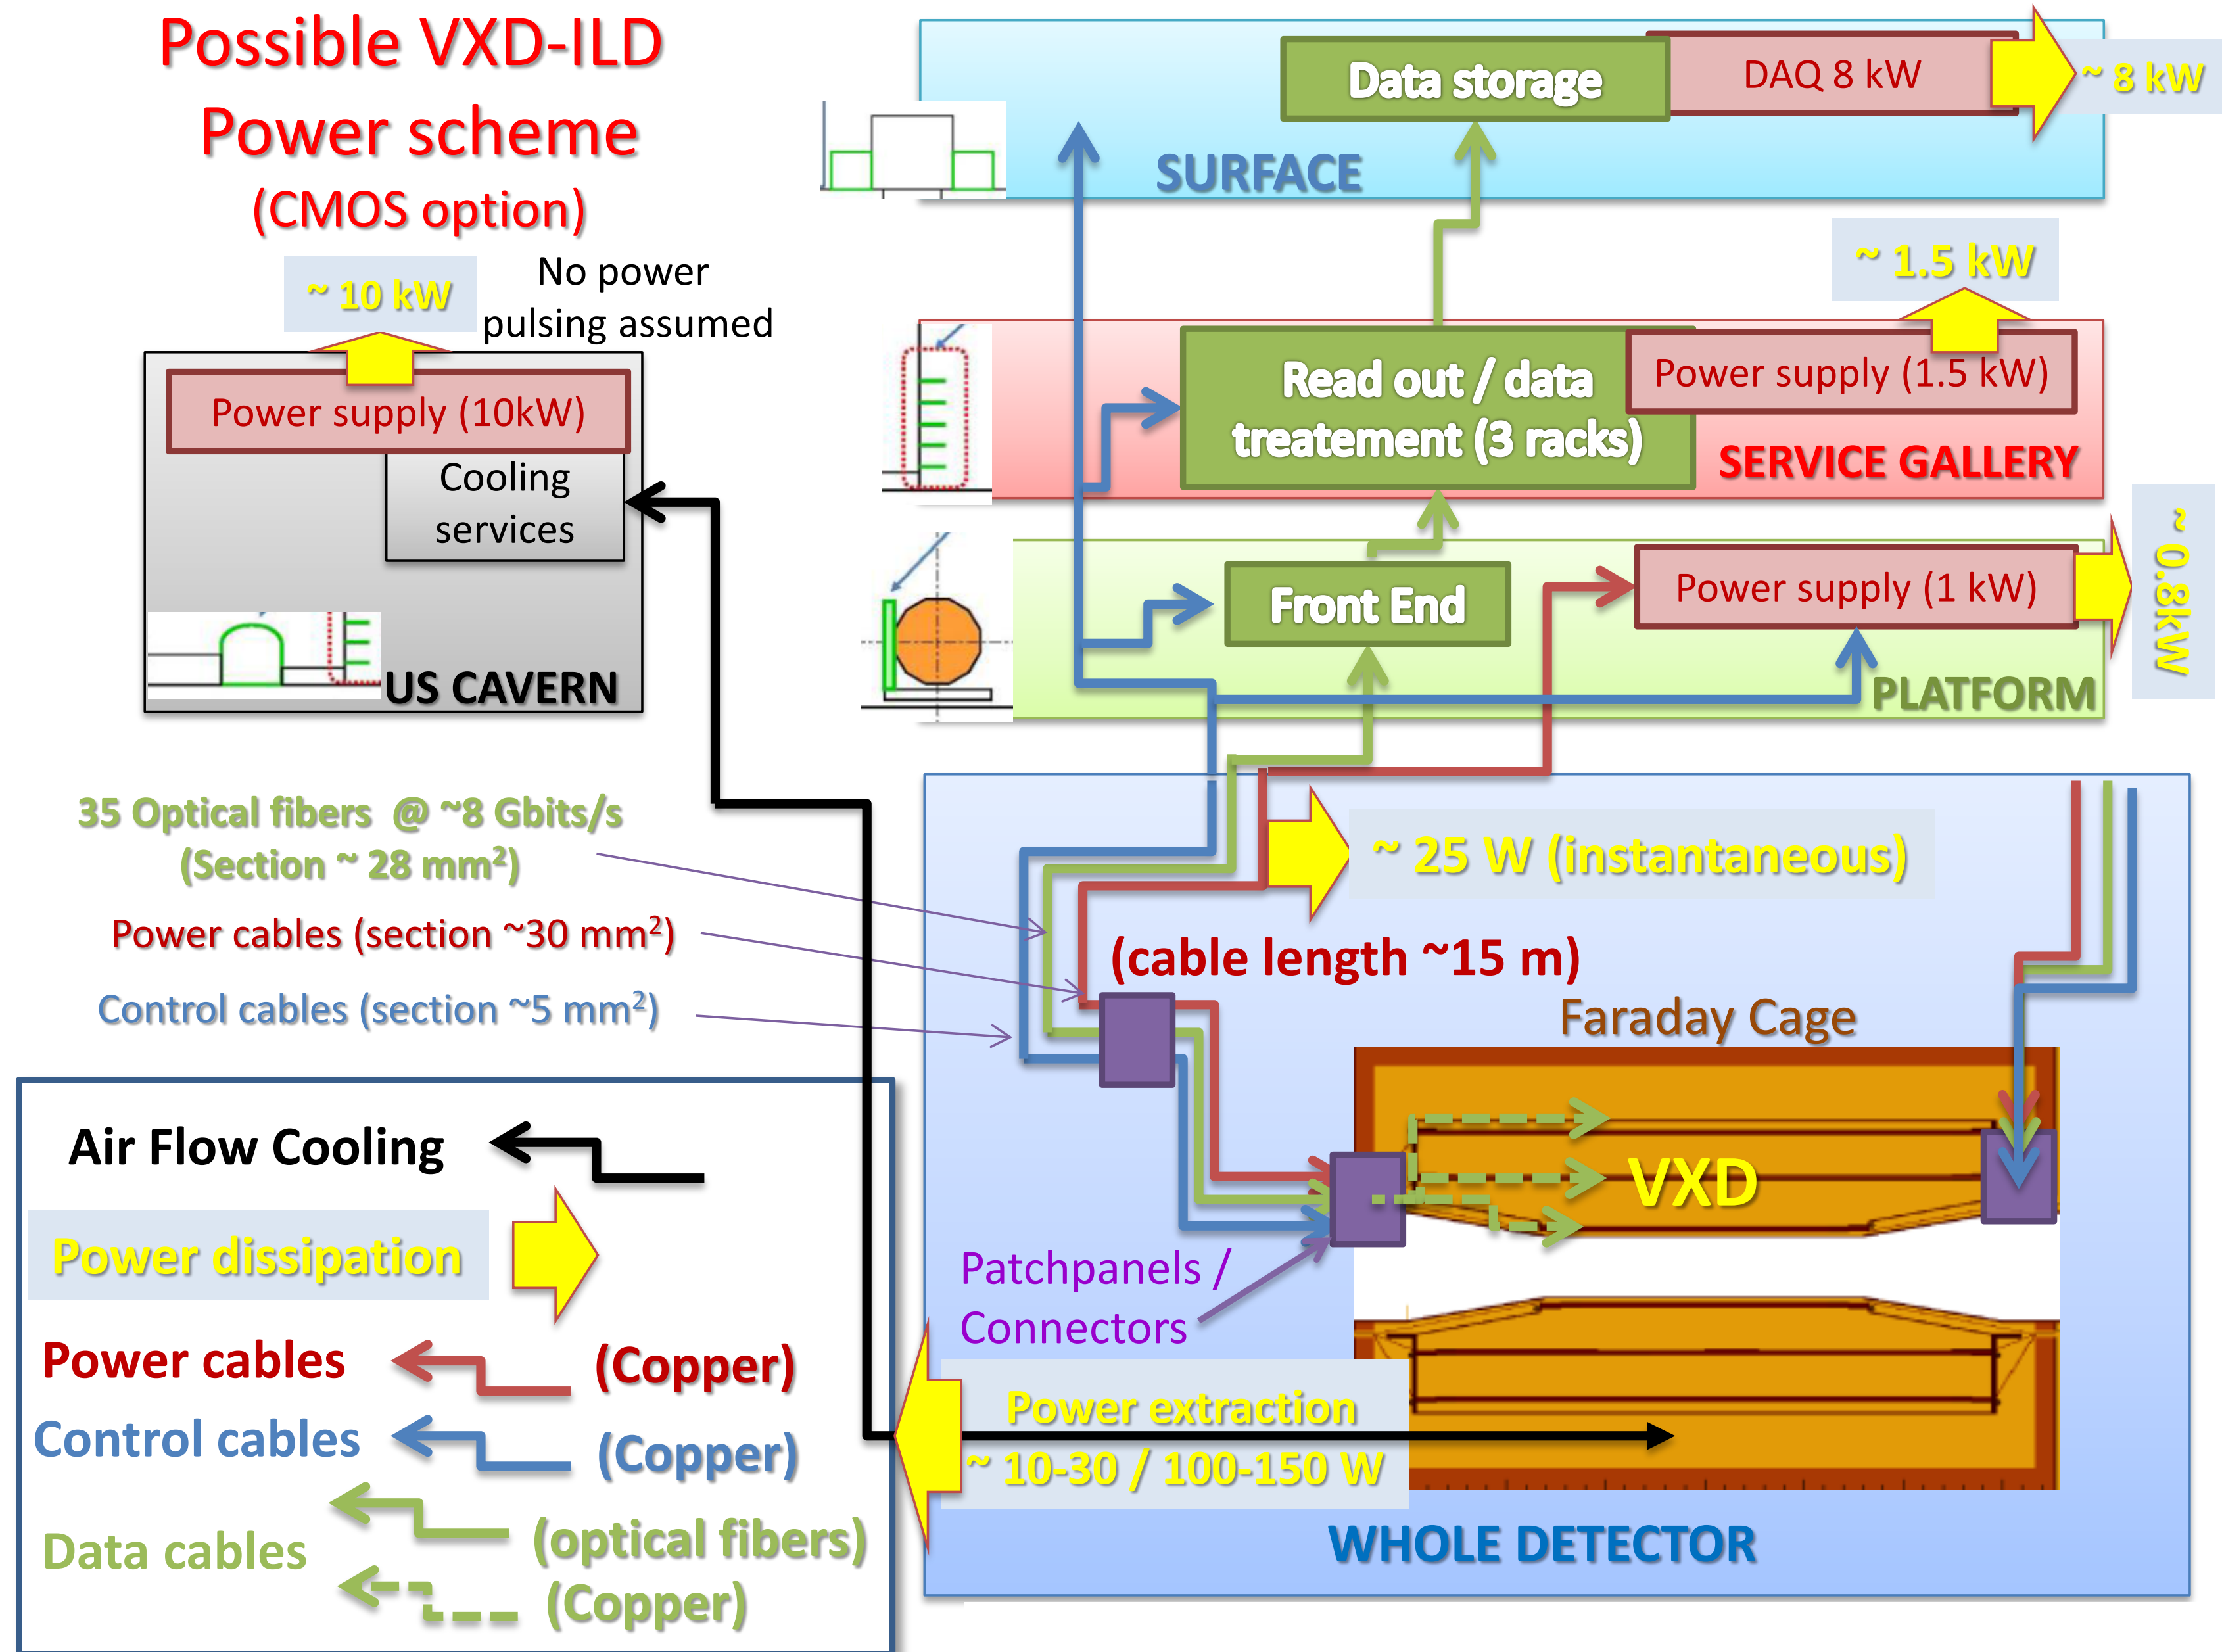 Possible VXD-ILD
Power scheme
(CMOS option)
No power
pulsing assumed
~ 10 kW
Power supply (10kW)
Cooling
services
US CAVERN
Data storage
DAQ 8 kW
~ 8 kW
SURFACE
~ 1.5 kW
Read out / data
treatement (3 racks)
Power supply (1.5 kW)
SERVICE GALLERY
Front End
Power supply (1 kW)
~ 0.8kW
PLATFORM
35 Optical fibers @ ~8 Gbits/s
(Section ~ 28 mm²)
Power cables (section ~30 mm²)
Control cables (section ~5 mm²)
~ 25 W (instantaneous)
(cable length ~15 m)
Faraday Cage
VXD
Patchpanels /
Connectors
Power extraction
~ 10-30 / 100-150 W
WHOLE DETECTOR
Air Flow Cooling
Power dissipation
Power cables (Copper)
Control cables (Copper)
Data cables (optical fibers)
(Copper)